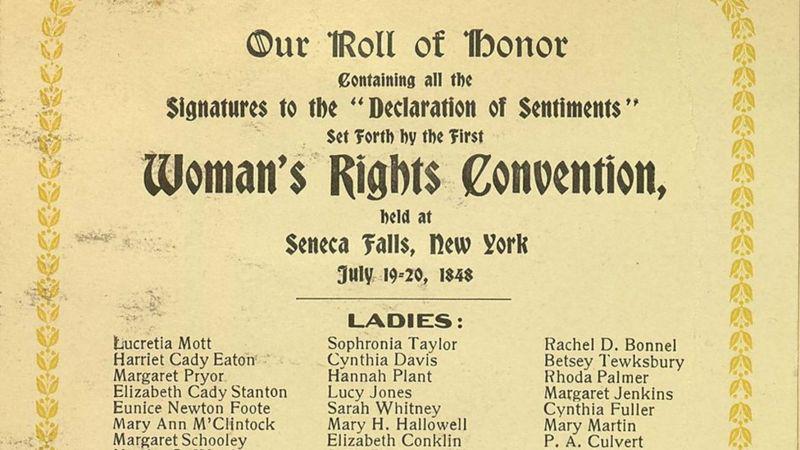 Our Roll of Honor
Containing all the
Signatures to the "Declaration of Sentiments"
Set Forth by the First
Woman's Rights Convention,
held at
Seneca Falls, New York
July 19-20, 1848
LADIES:
Lucretia Mott
Harriet Cady Eaton
Margaret Pryor
Elizabeth Cady Stanton
Eunice Newton Foote
Mary Ann M'Clintock
Margaret Schooley
Sophronia Taylor
Cynthia Davis
Hannah Plant
Lucy Jones
Sarah Whitney
Mary H. Hallowell
Elizabeth Conklin
Rachel D. Bonnel
Betsey Tewksbury
Rhoda Palmer
Margaret Jenkins
Cynthia Fuller
Mary Martin
P. A. Culvert